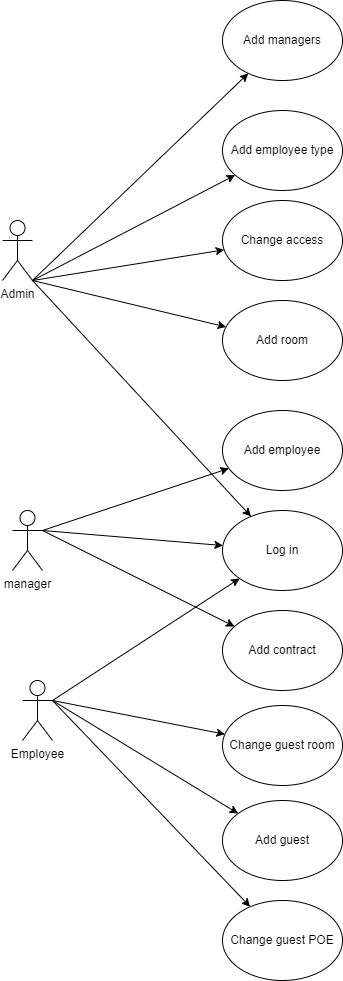 Add managers
Add employee type
Change access
Admin
Add room
Add employee
Log in
manager
Add contract
Employee
Change guest room
Add guest
Change guest POE